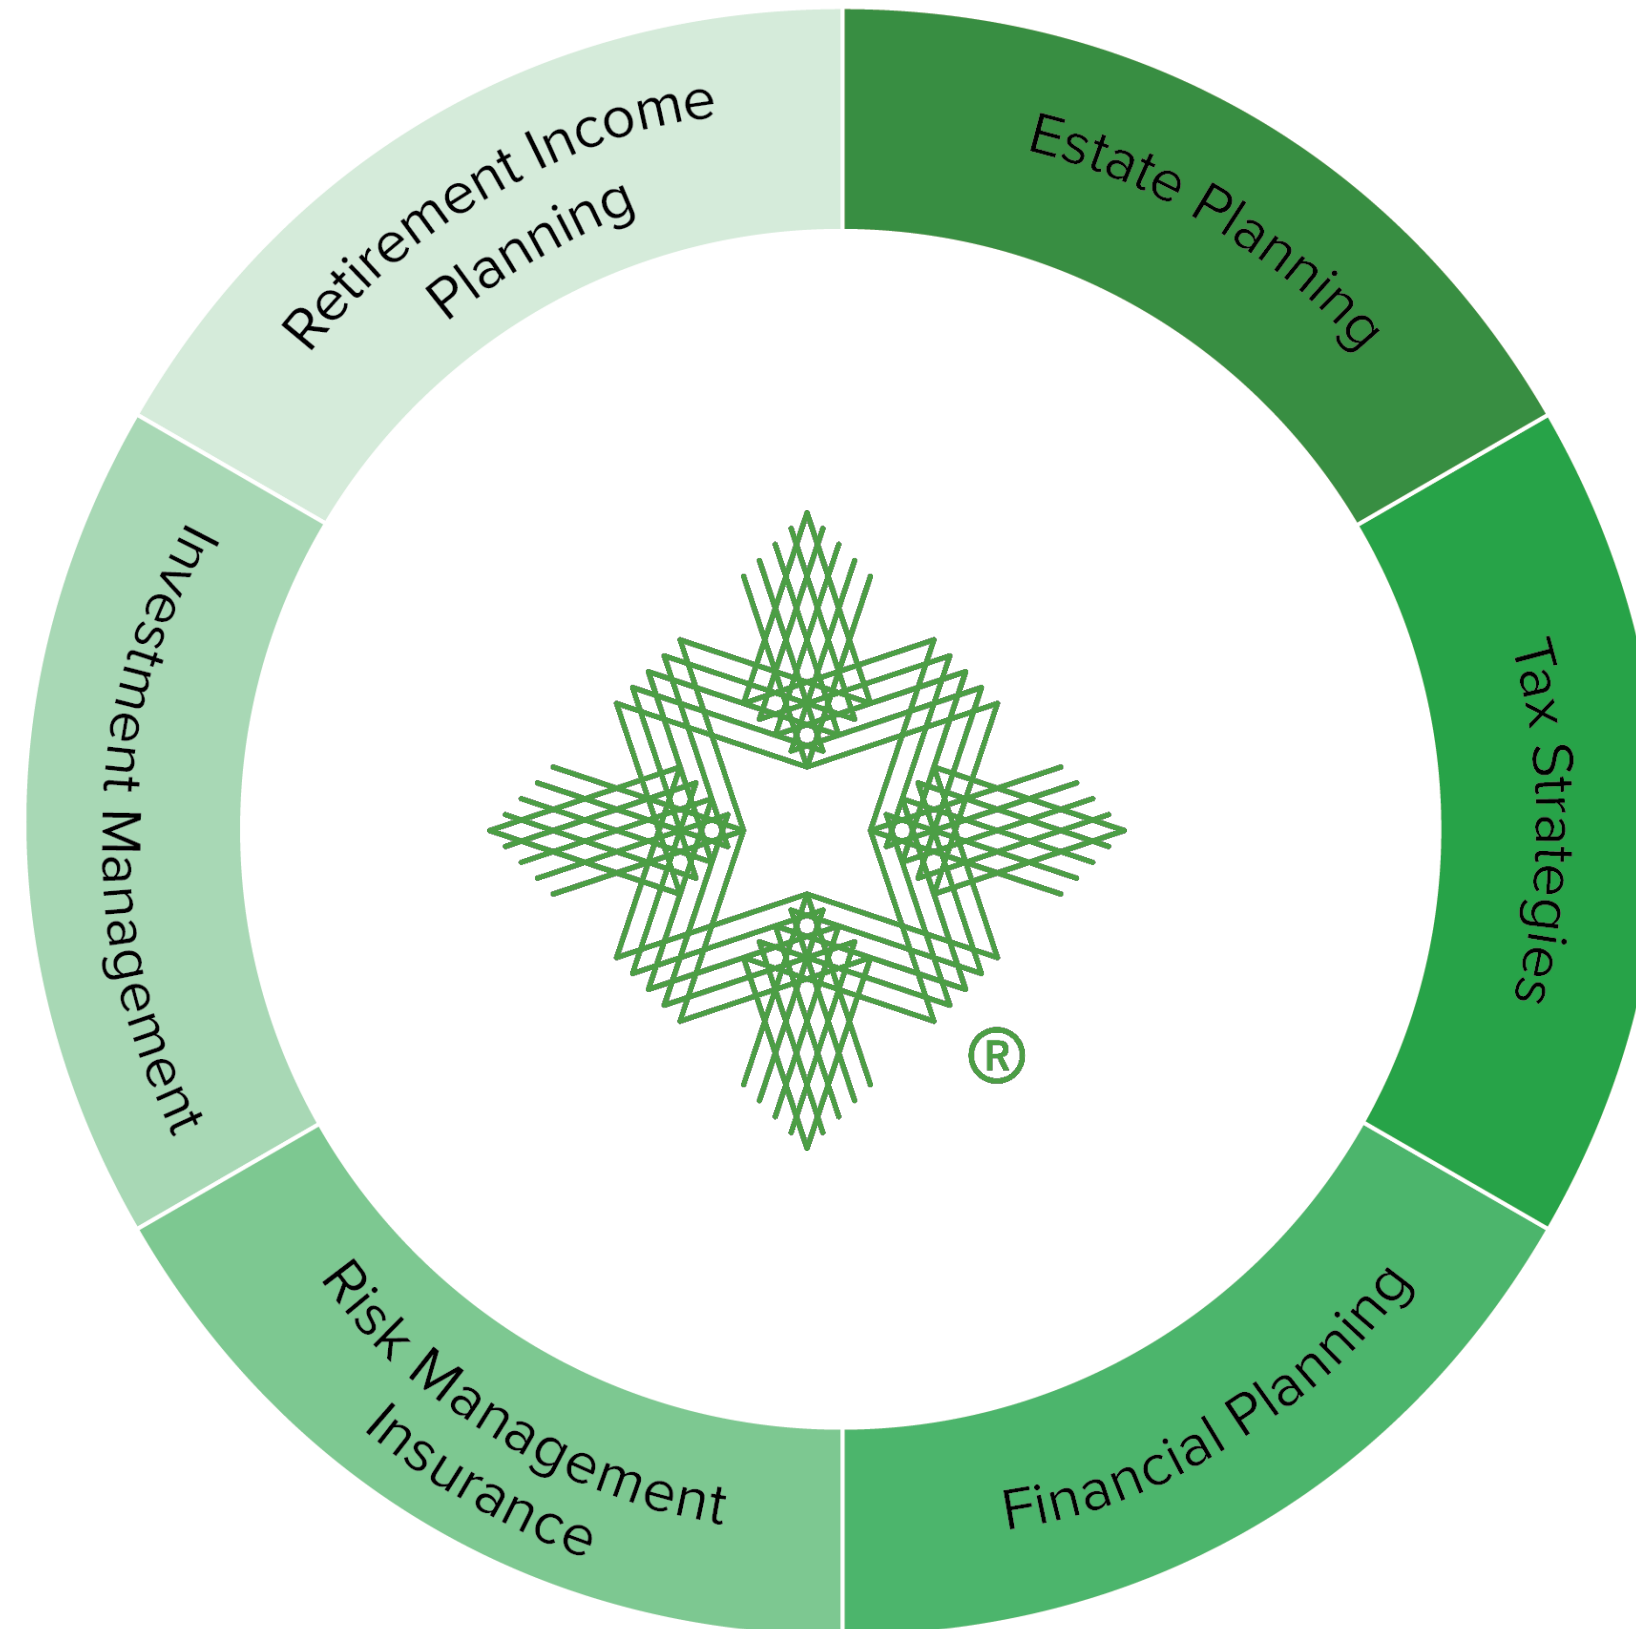 Retirement Income
Planning
Estate Planning
Tax Strategies
Financial Planning
Risk Management
Insurance
Investment Management
®